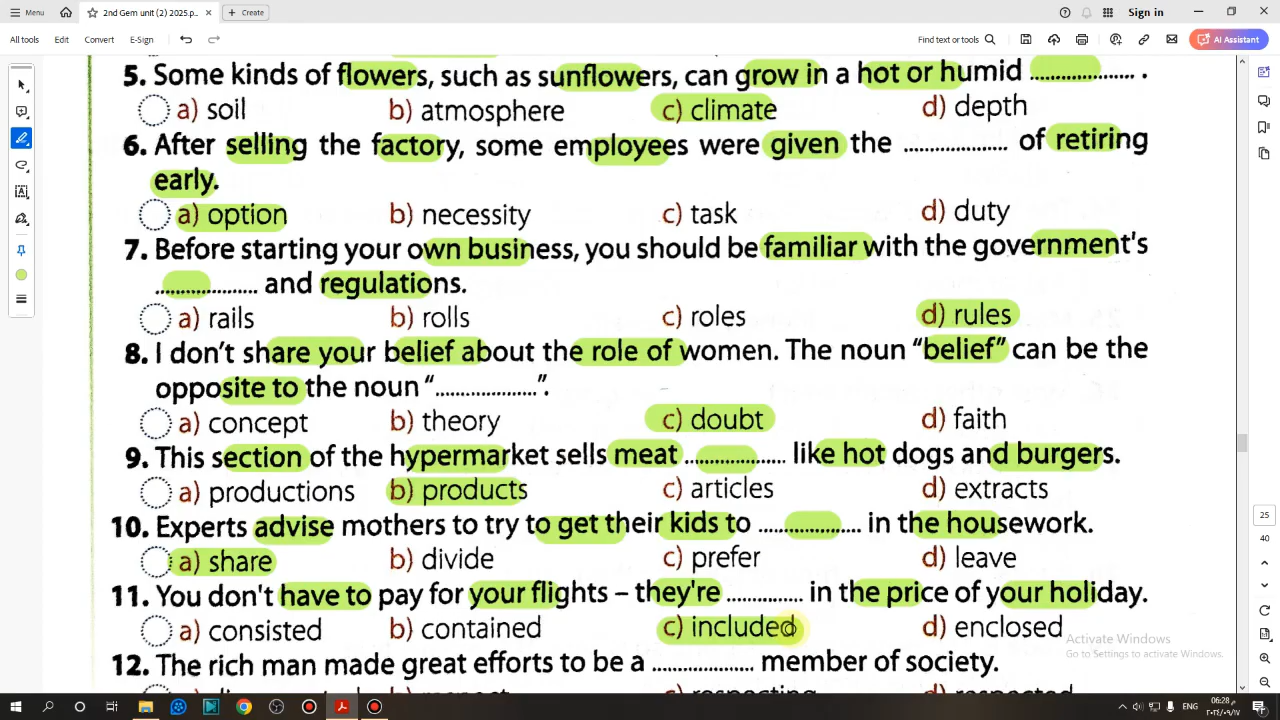 Menu
2nd Gem unit (2) 2025.p...
Create
Sign in
All tools
Edit
Convert
E-Sign
Find text or tools
AI Assistant
5. Some kinds of flowers, such as sunflowers, can grow in a hot or humid .................... .
a) soil b) atmosphere c) climate d) depth
6. After selling the factory, some employees were given the .................... of retiring
early.
a) option b) necessity c) task d) duty
7. Before starting your own business, you should be familiar with the government's
.................... and regulations.
a) rails b) rolls c) roles d) rules
8. I don't share your belief about the role of women. The noun "belief" can be the
opposite to the noun "....................".
a) concept b) theory c) doubt d) faith
9. This section of the hypermarket sells meat .................... like hot dogs and burgers.
a) productions b) products c) articles d) extracts
10. Experts advise mothers to try to get their kids to .................... in the housework.
a) share b) divide c) prefer d) leave
11. You don't have to pay for your flights – they're ............... in the price of your holiday.
a) consisted b) contained c) included d) enclosed
12. The rich man made great efforts to be a .................... member of society.
respect c) respecting d) respected
25
40
Activate Windows
Go to Settings to activate Windows.
ENG
06:28